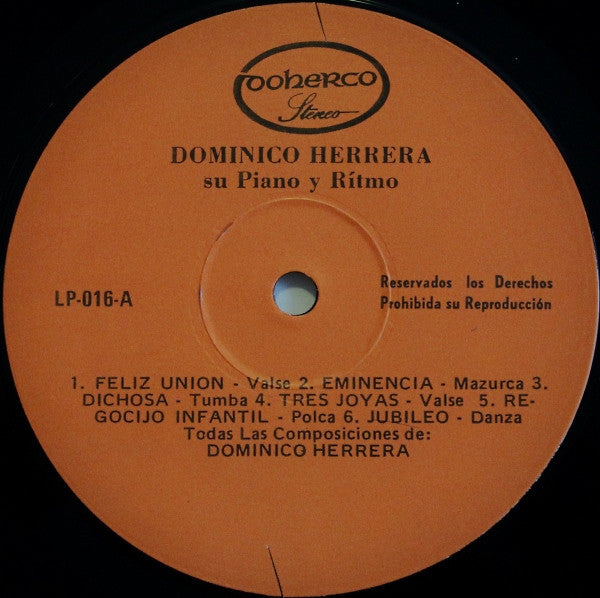 DOHERCO
Stereo
DOMINICO HERRERA
su Piano y Rítmo
LP-016-A
Reservados los Derechos
Prohibida su Reproducción
1. FELIZ UNION - Valse 2. EMINENCIA - Mazurca 3.
DICHOSA - Tumba 4. TRES JOYAS - Valse 5. RE-
GOCIJO INFANTIL - Polca 6. JUBILEO - Danza
Todas Las Composiciones de:
DOMINICO HERRERA